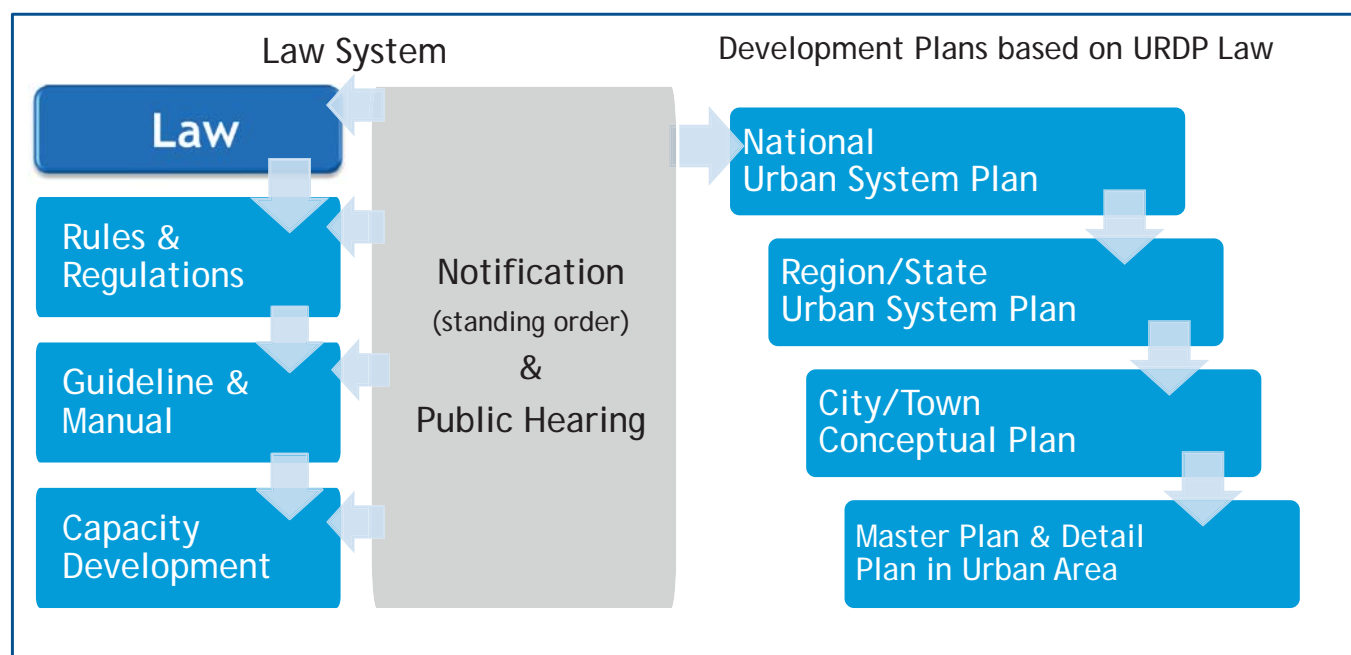 Law System
Law
Rules &
Regulations
Guideline &
Manual
Capacity
Development
Notification
(standing order)
&
Public Hearing
Development Plans based on URDP Law
National
Urban System Plan
Region/State
Urban System Plan
City/Town
Conceptual Plan
Master Plan & Detail
Plan in Urban Area